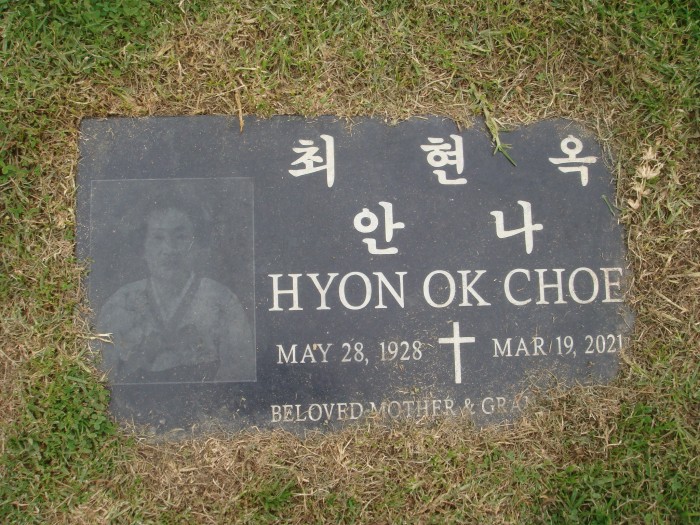 최 현 옥
안 나
HYON OK CHOE
MAY 28, 1928 MAR 19, 2021
BELOVED MOTHER &